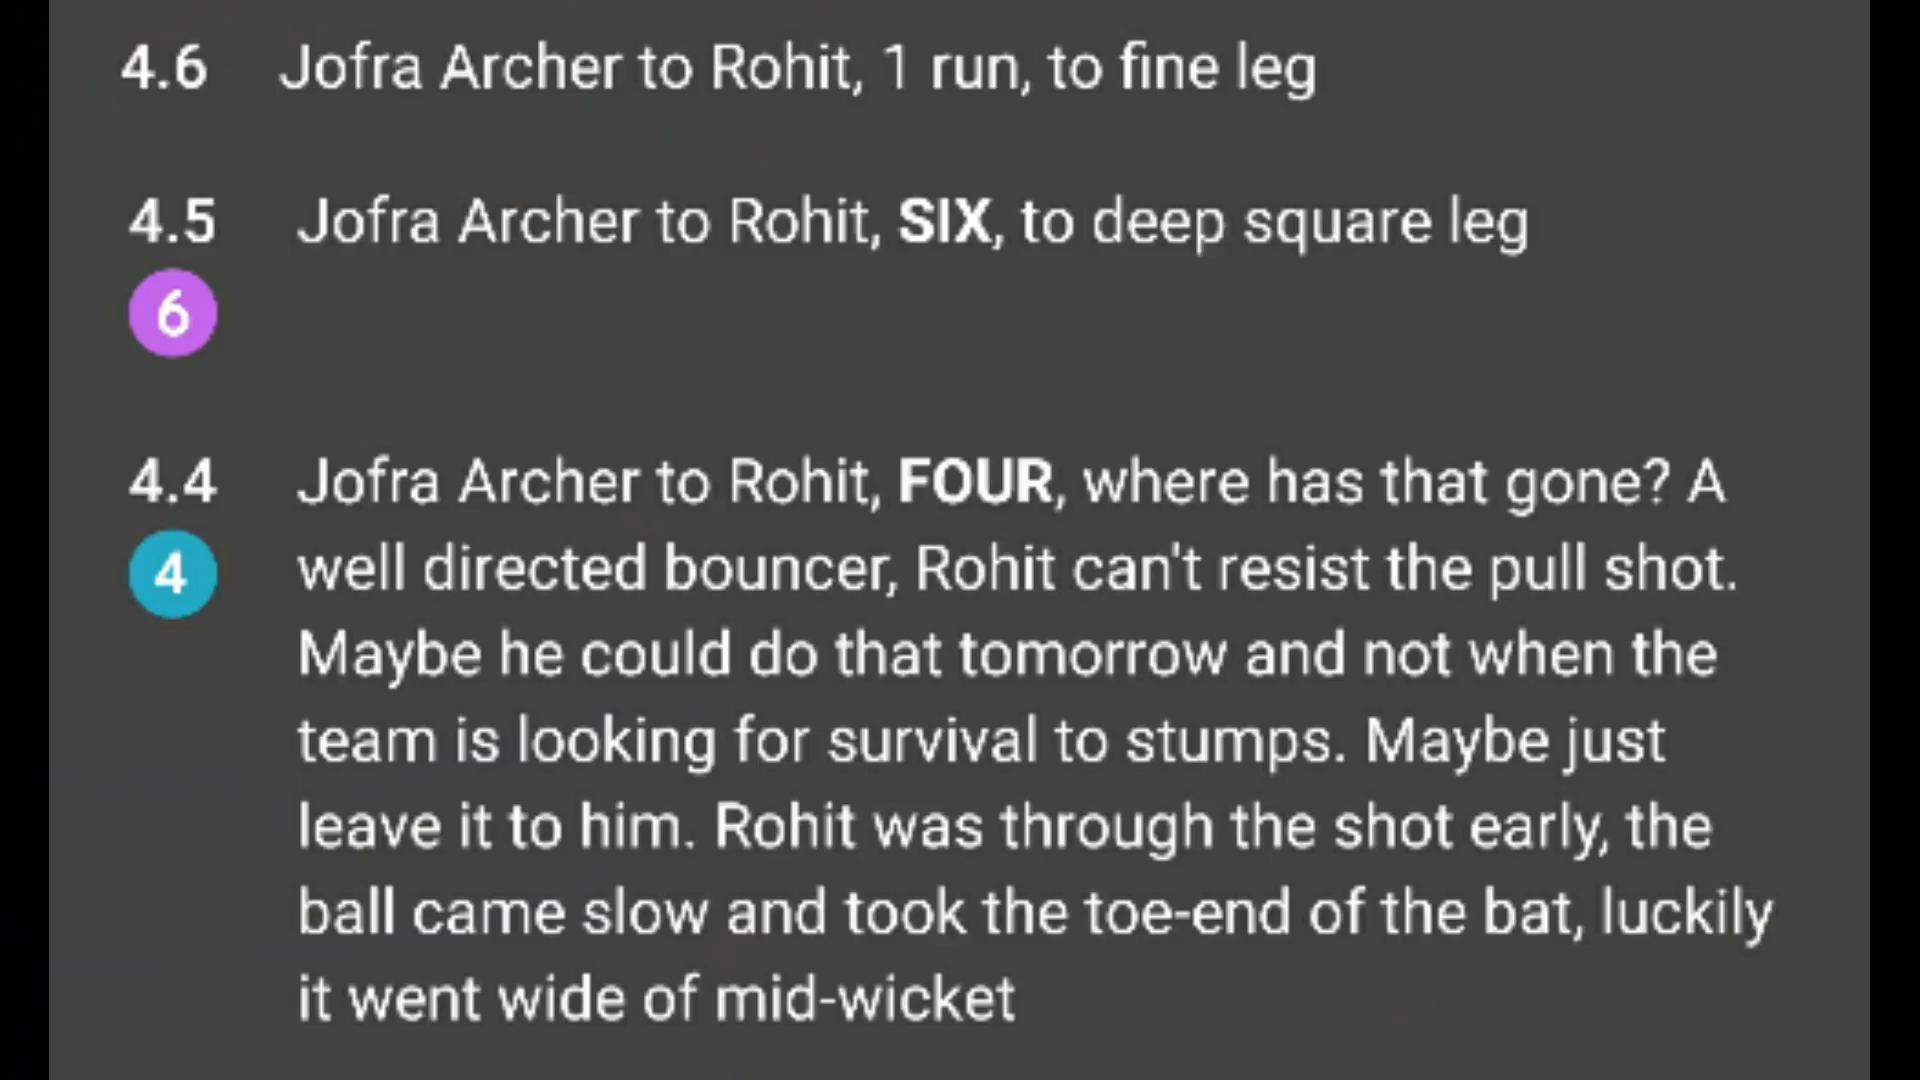 4.6 Jofra Archer to Rohit, 1 run, to fine leg
4.5 Jofra Archer to Rohit, SIX, to deep square leg
6
4.4 Jofra Archer to Rohit, FOUR, where has that gone? A
4 well directed bouncer, Rohit can't resist the pull shot.
Maybe he could do that tomorrow and not when the
team is looking for survival to stumps. Maybe just
leave it to him. Rohit was through the shot early, the
ball came slow and took the toe-end of the bat, luckily
it went wide of mid-wicket